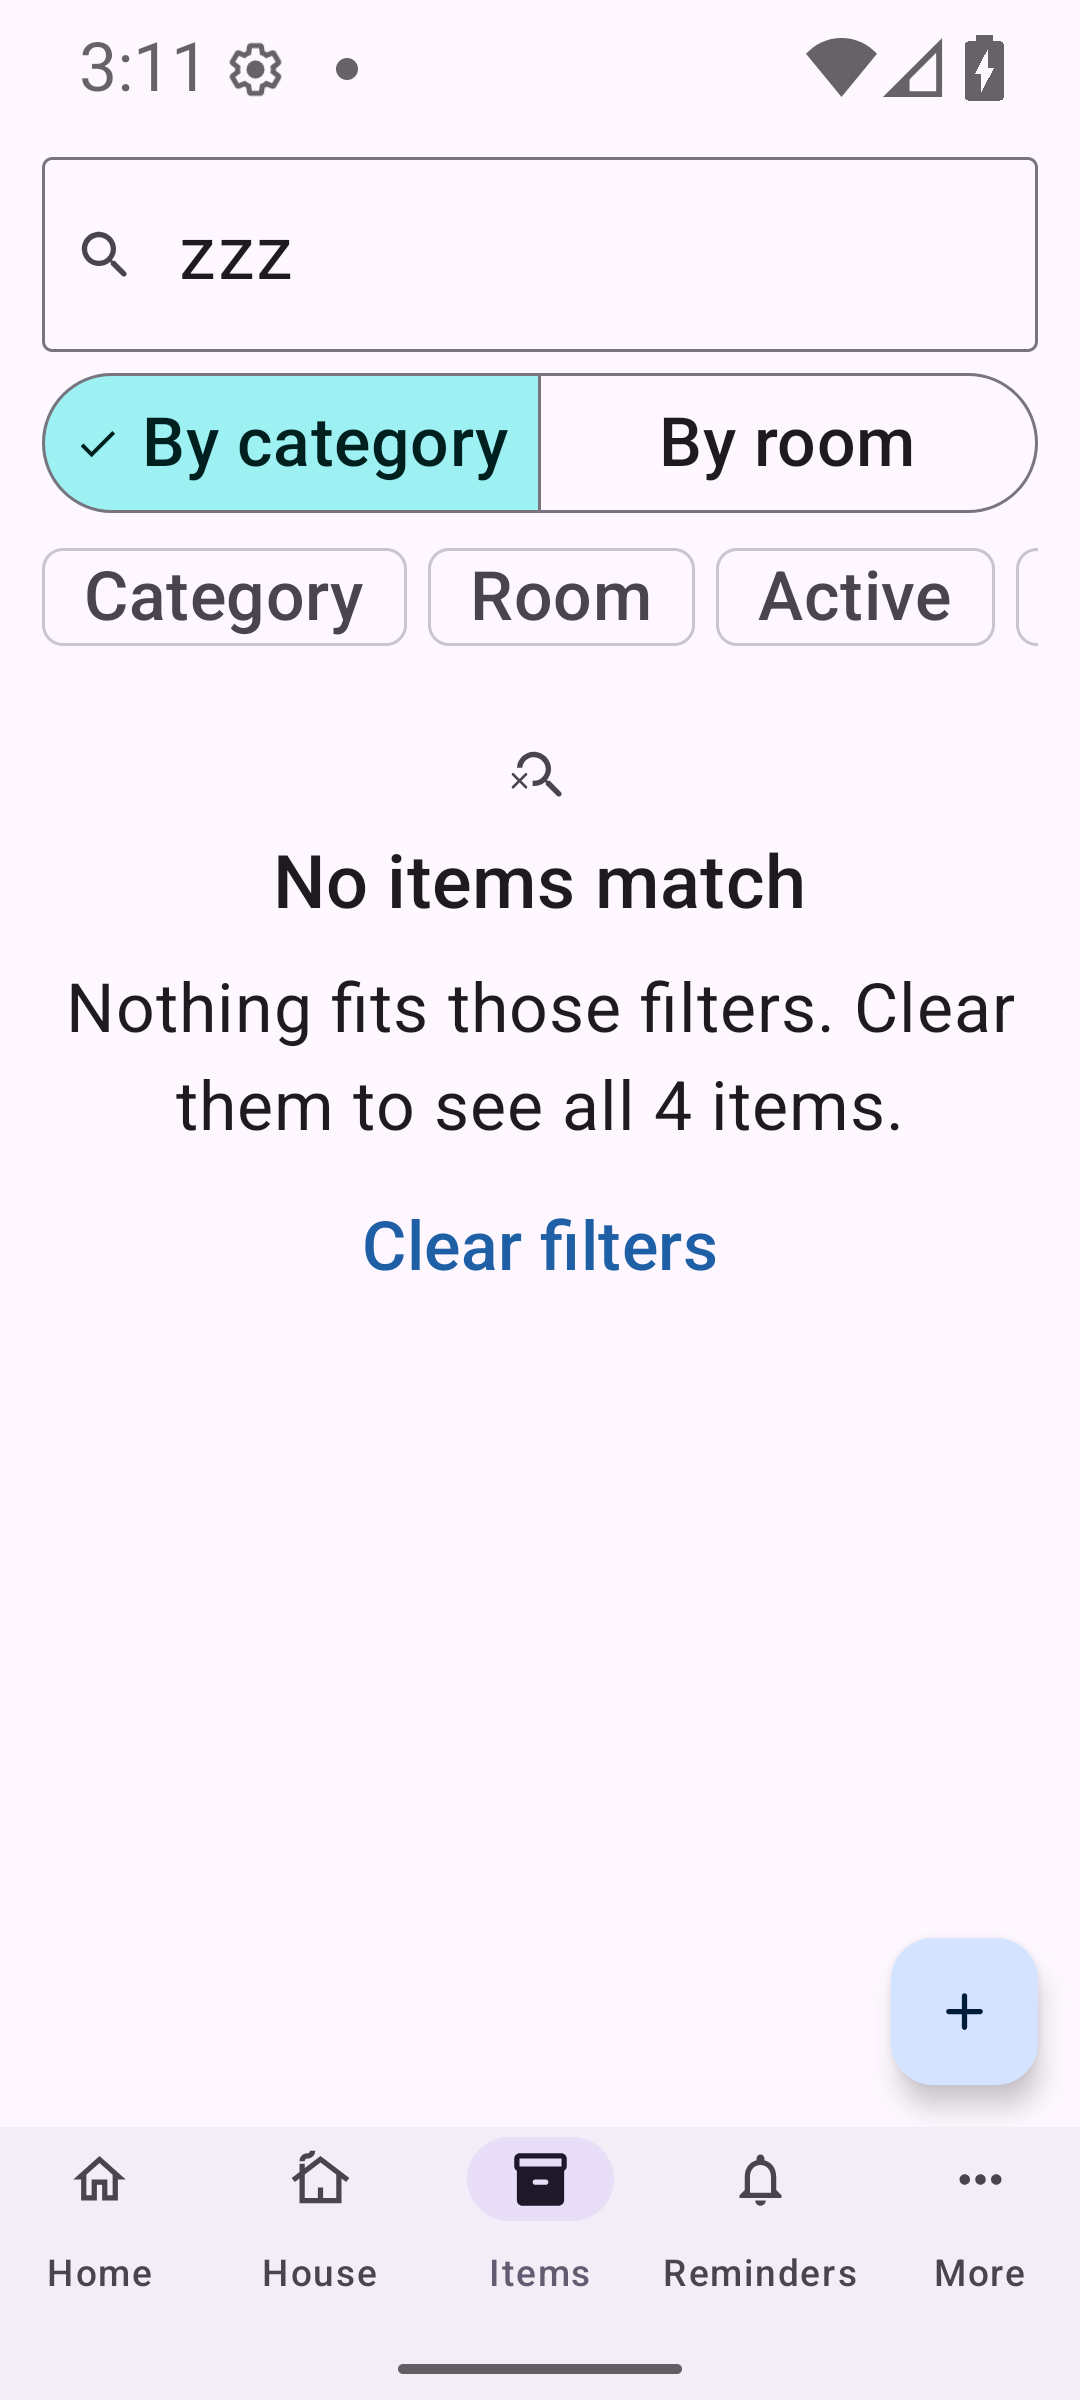 3:11
zzz
By category
By room
Category
Room
Active
No items match
Nothing fits those filters. Clear
them to see all 4 items.
Clear filters
Home
House
Items
Reminders
More